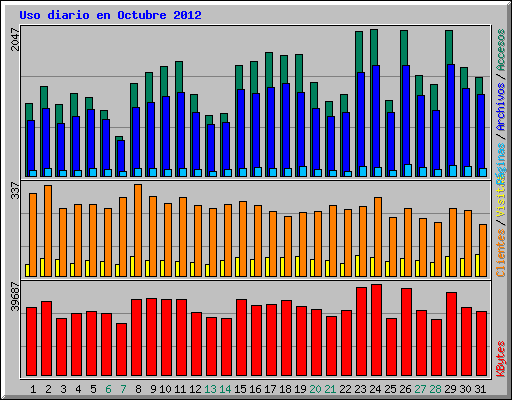 Uso diario en Octubre 2012
2047
337
39687
Accesos
/
Archivos
/
Páginas
Visitas
/
Clientes
KBytes
1 2 3 4 5 6 7 8 9 10 11 12 13 14 15 16 17 18 19 20 21 22 23 24 25 26 27 28 29 30 31